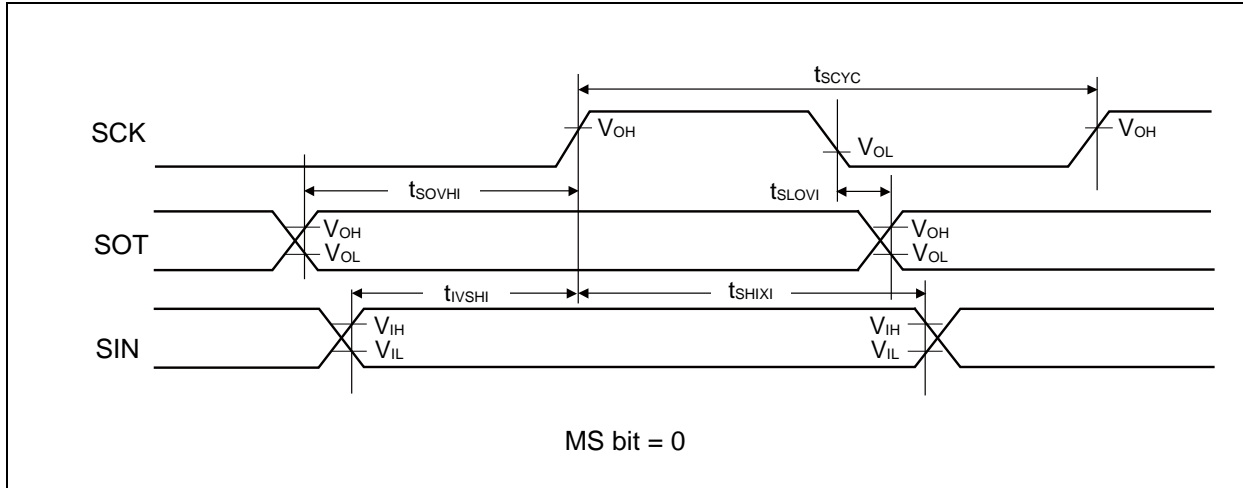 tSCYC
SCK
VOH
VOL
VOH
tSOVHI
tSLOVI
SOT
VOH
VOL
VOH
VOL
tIVSHI
tSHIXI
SIN
VIH
VIL
VIH
VIL
MS bit = 0